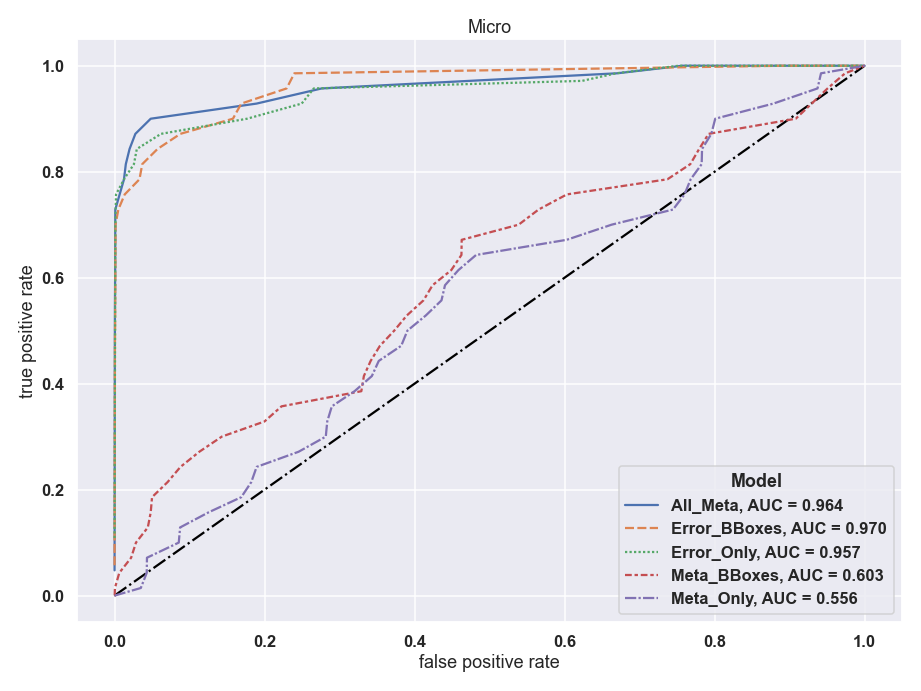 Micro
1.0
0.8
0.6
0.4
0.2
0.0
true positive rate
0.0 0.2 0.4 0.6 0.8 1.0
false positive rate
Model
All_Meta, AUC = 0.964
Error_BBoxes, AUC = 0.970
Error_Only, AUC = 0.957
Meta_BBoxes, AUC = 0.603
Meta_Only, AUC = 0.556